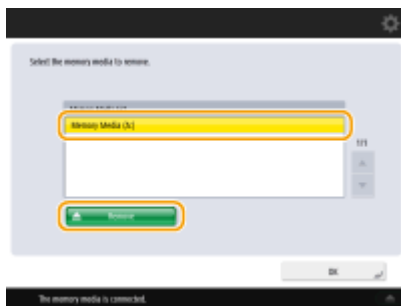 Select the memory media to remove.
Memory Media (A:)
1/1
Remove
OK
The memory media is connected.